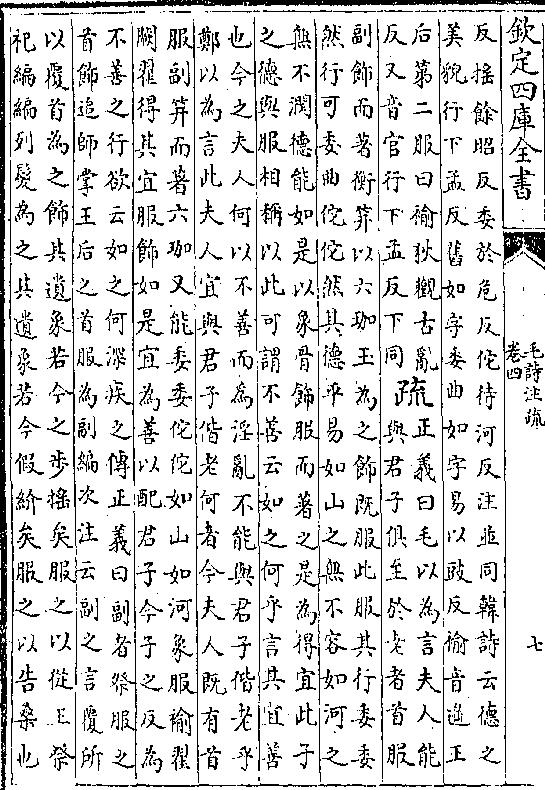 欽定四庫全書
毛詩注疏
卷四
七
反揺餘昭反委於危反佗待河反注並同韓詩云德之
美貌行下孟反舊如字委曲如字易以豉反揄音遥王
后第二服曰褕狄觀古亂
反又音官行下孟反下同
疏
正義曰毛以為言夫人能
與君子俱至於老者首服
副飾而著衡笄以六珈玉為之飾既服此服其行委委
然行可委曲佗佗然其德平易如山之無不容如河之
無不潤德能如是以象骨飾服而著之是為得宜此子
之德與服相稱以此可謂不善云如之何乎言其宜善
也今之夫人何以不善而為淫亂不能與君子偕老乎
鄭以為言此夫人宜與君子偕老何者今夫人既有首
服副笄而著六珈又能委委佗佗如山如河象服褕翟
闕翟得其宜服飾如是宜為善以配君子今子之反為
不善之行欲云如之何深疾之傳正義曰副者祭服之
首飾追師掌王后之首服為副編次注云副之言覆所
以覆首為之飾其遺象若今之步揺矣服之以從王祭
祀編編列髮為之其遺象若今假紒矣服之以告桑也